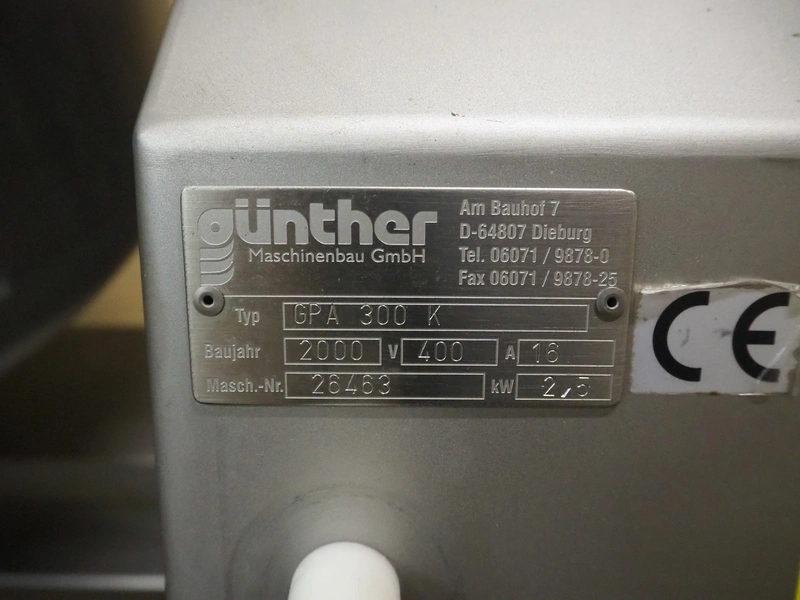 günther
Maschinenbau GmbH
Am Bauhof 7
D-64807 Dieburg
Tel. 06071 / 9878-0
Fax 06071 / 9878-25
Typ GPA 300 K
Baujahr 2000 V 400 A 16
Masch.-Nr. 26463 kW 2,5
CE